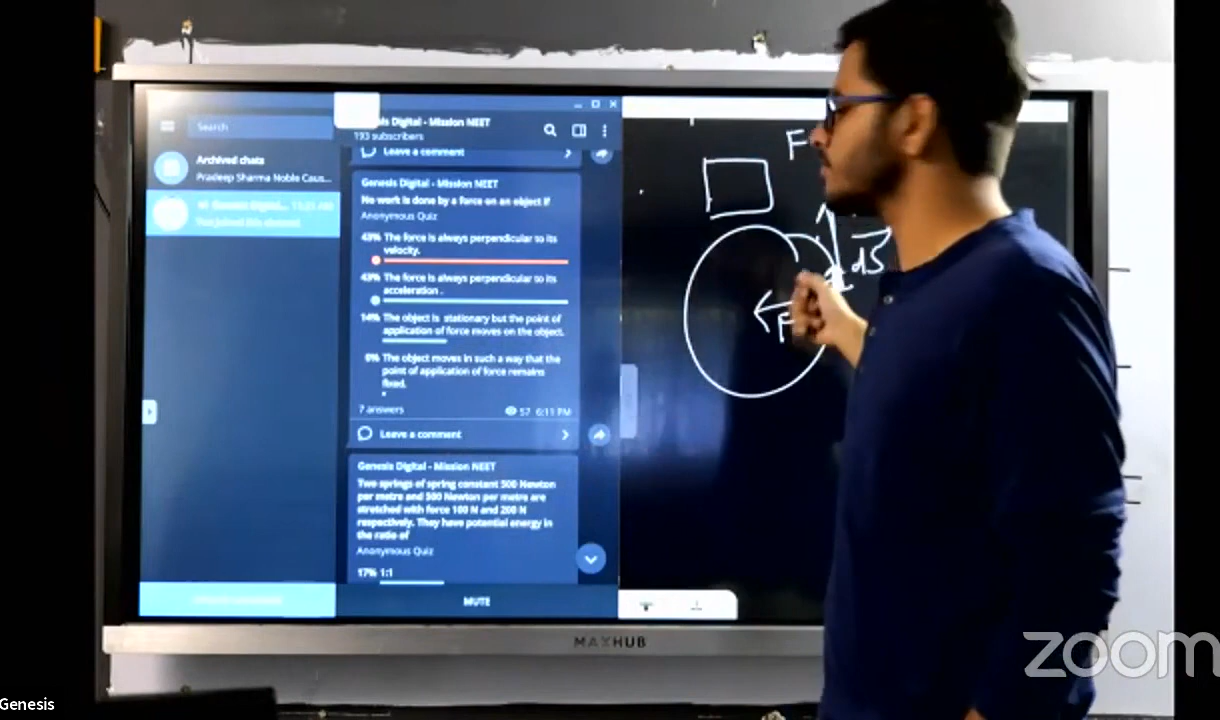 Search
Digital - Mission NEET
193 subscribers
Archived chats
Pradeep Sharma Noble Caus...
Leave a comment
Genesis Digital - Mission NEET
No work is done by a force on an object if
Anonymous Quiz
43% The force is always perpendicular to its
velocity.
43% The force is always perpendicular to its
acceleration .
14% The object is stationary but the point of
application of force moves on the object.
0% The object moves in such a way that the
point of application of force remains
fixed.
7 answers 57 6:11 PM
Leave a comment
Genesis Digital - Mission NEET
Two springs of spring constant 500 Newton
per metre and 500 Newton per metre are
stretched with force 100 N and 200 N
respectively. They have potential energy in
the ratio of
Anonymous Quiz
17% 1:1
MUTE
F
dS
F
MAXHUB
zoom
Genesis